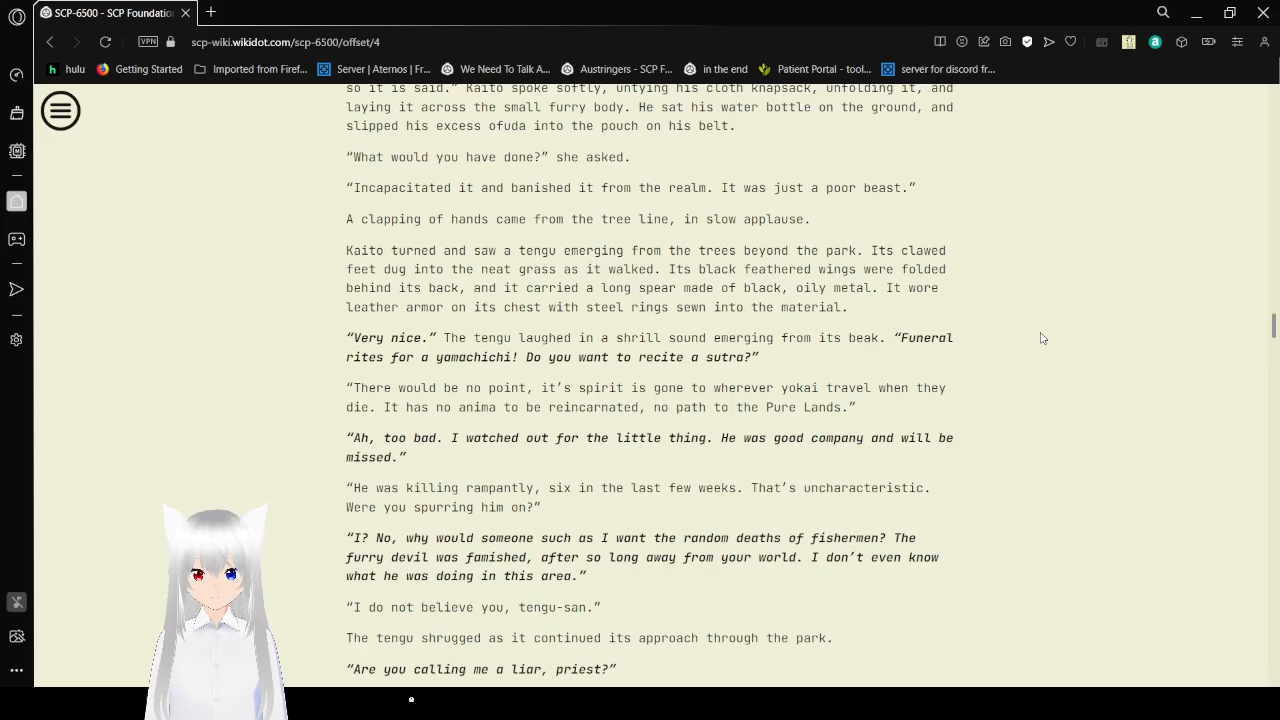 SCP-6500 - SCP Foundatio
scp-wiki.wikidot.com/scp-6500/offset/4
VPN
hulu
Getting Started
Imported from Firef...
Server | Aternos | Fr...
We Need To Talk A...
Austringers - SCP F...
in the end
Patient Portal - tool...
server for discord fr...
so it is said.” Kaito spoke softly, untying his cloth knapsack, unfolding it, and
laying it across the small furry body. He sat his water bottle on the ground, and
slipped his excess ofuda into the pouch on his belt.
“What would you have done?” she asked.
“Incapacitated it and banished it from the realm. It was just a poor beast.”
A clapping of hands came from the tree line, in slow applause.
Kaito turned and saw a tengu emerging from the trees beyond the park. Its clawed
feet dug into the neat grass as it walked. Its black feathered wings were folded
behind its back, and it carried a long spear made of black, oily metal. It wore
leather armor on its chest with steel rings sewn into the material.
“Very nice.” The tengu laughed in a shrill sound emerging from its beak. “Funeral
rites for a yamachichi! Do you want to recite a sutra?”
“There would be no point, it’s spirit is gone to wherever yokai travel when they
die. It has no anima to be reincarnated, no path to the Pure Lands.”
“Ah, too bad. I watched out for the little thing. He was good company and will be
missed.”
“He was killing rampantly, six in the last few weeks. That’s uncharacteristic.
Were you spurring him on?”
“I? No, why would someone such as I want the random deaths of fishermen? The
furry devil was famished, after so long away from your world. I don’t even know
what he was doing in this area.”
“I do not believe you, tengu-san.”
The tengu shrugged as it continued its approach through the park.
“Are you calling me a liar, priest?”